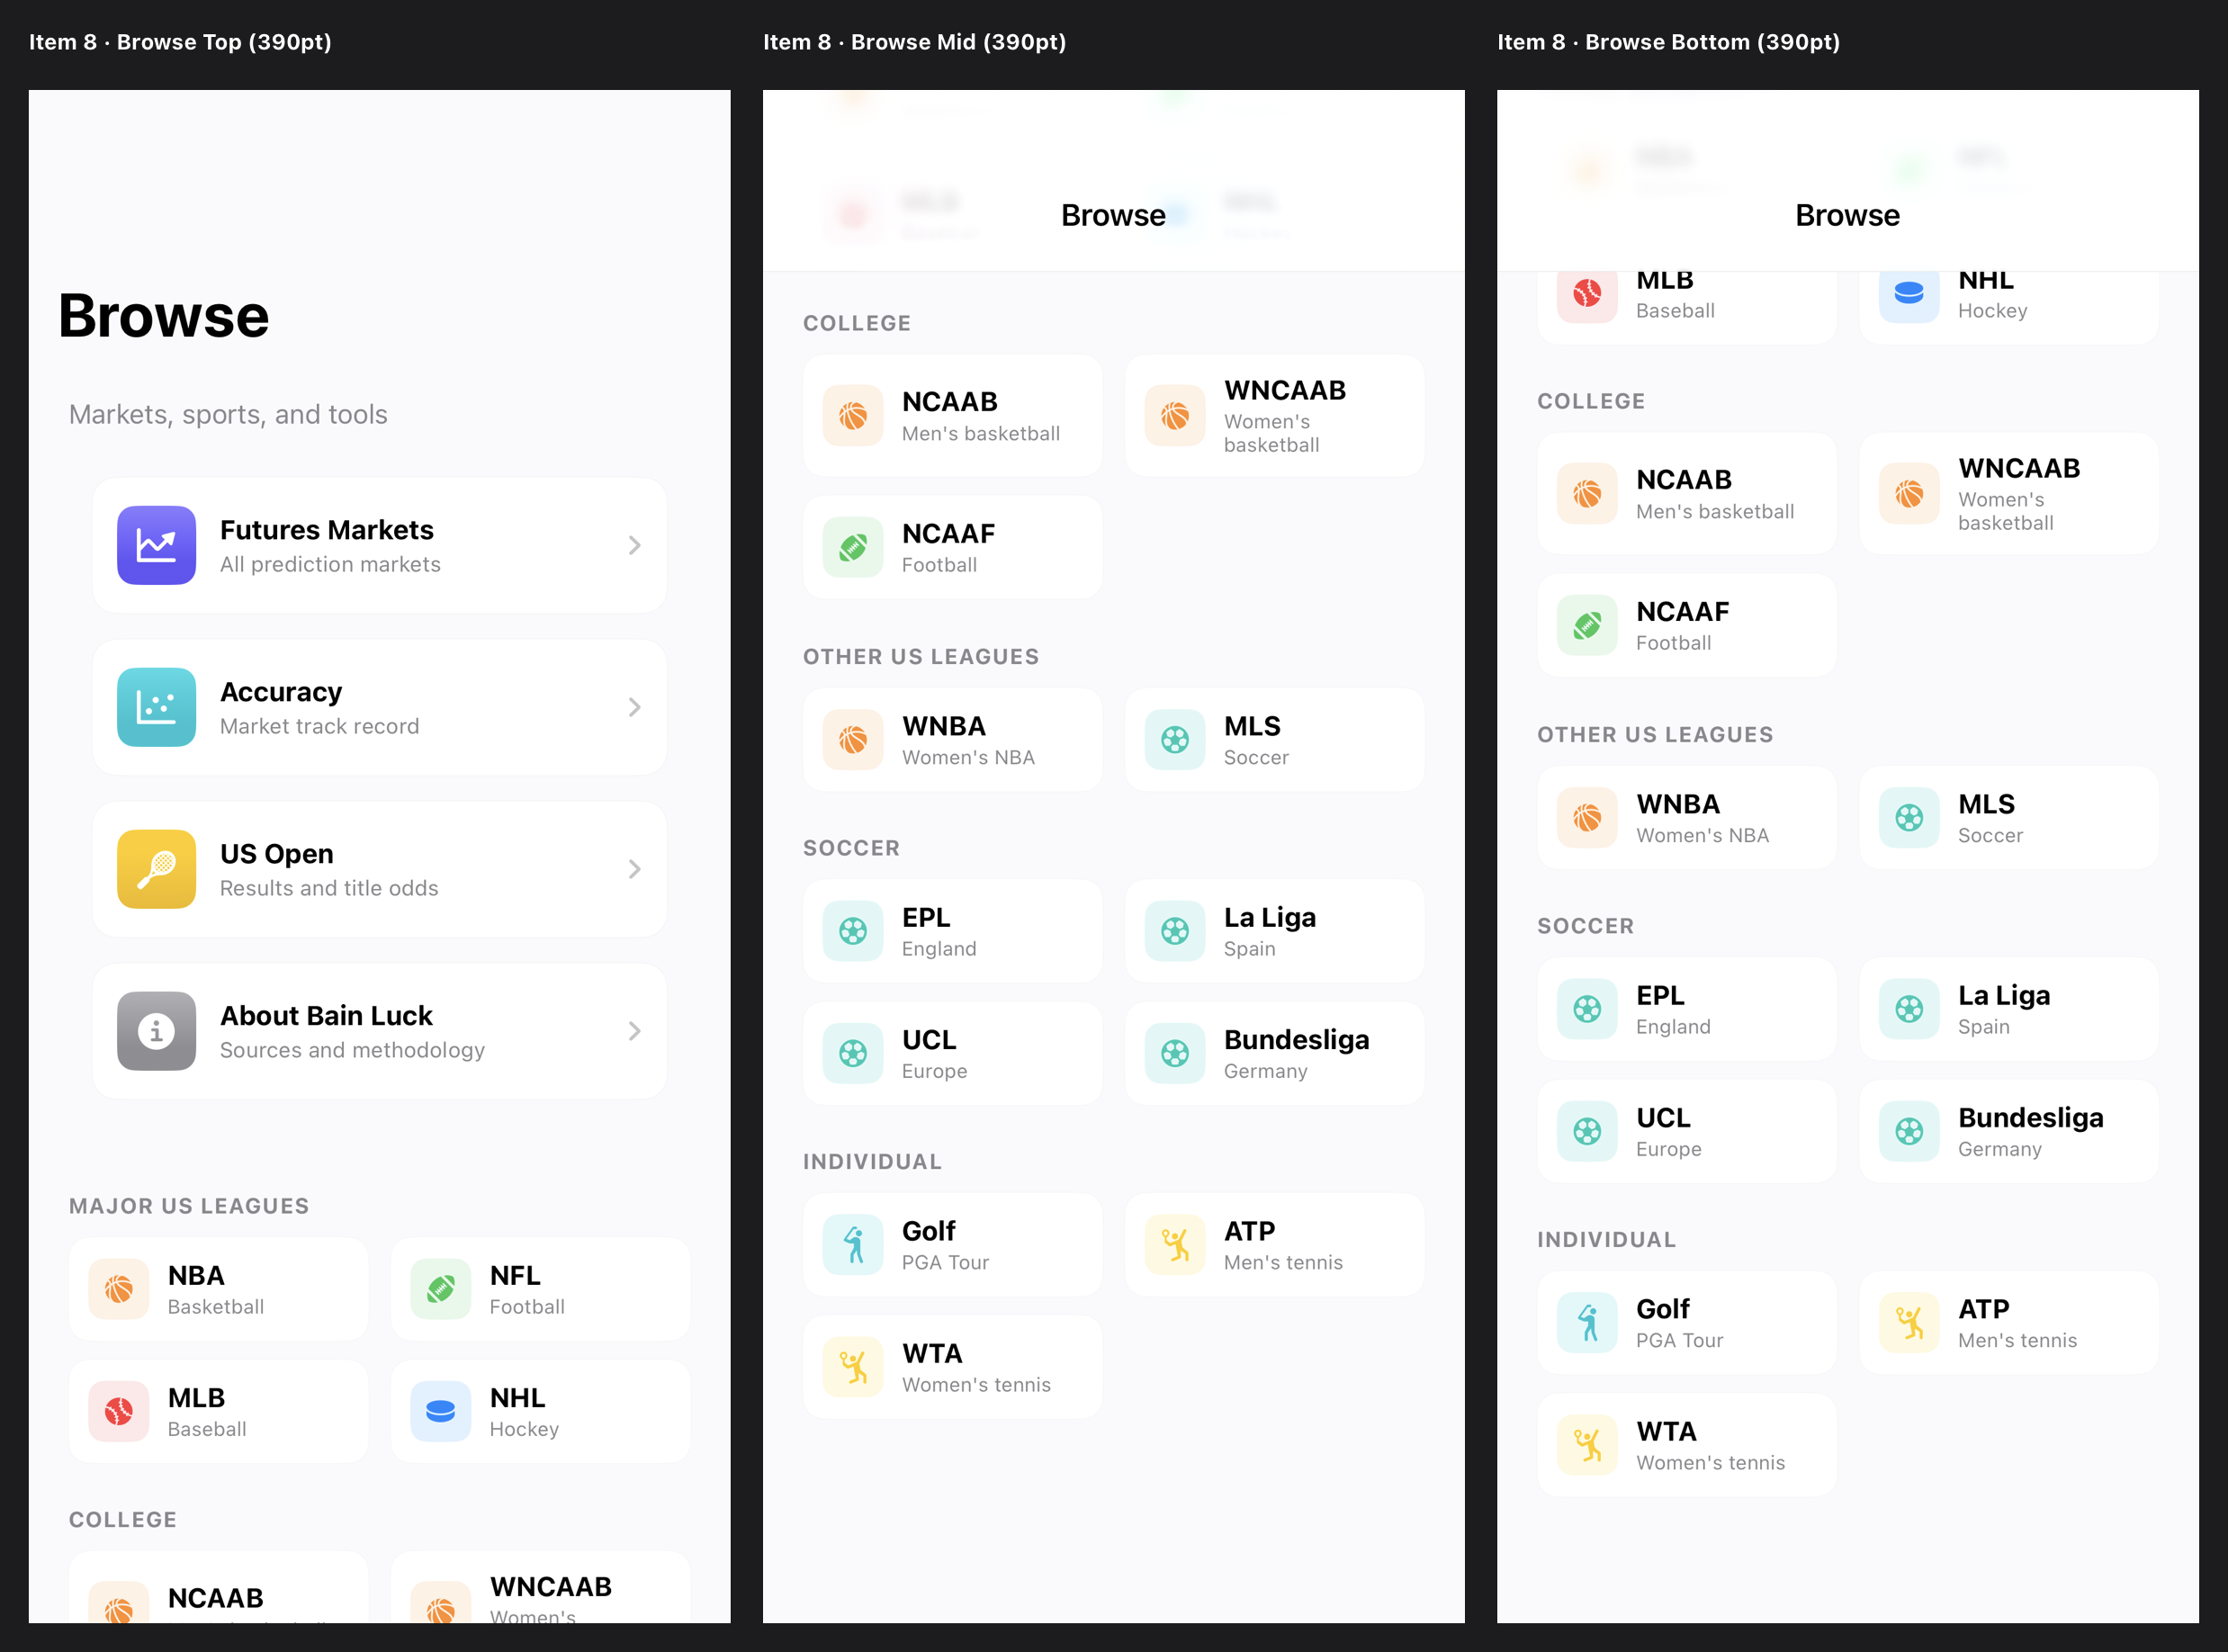 Item 8 · Browse Top (390pt)
Browse
Markets, sports, and tools
Futures Markets
All prediction markets
Accuracy
Market track record
US Open
Results and title odds
About Bain Luck
Sources and methodology
MAJOR US LEAGUES
NBA
Basketball
NFL
Football
MLB
Baseball
NHL
Hockey
COLLEGE
NCAAB
WNCAAB
Women's
Item 8 · Browse Mid (390pt)
MLB
NHL
Browse
COLLEGE
NCAAB
Men's basketball
WNCAAB
Women's
basketball
NCAAF
Football
OTHER US LEAGUES
WNBA
Women's NBA
MLS
Soccer
SOCCER
EPL
England
La Liga
Spain
UCL
Europe
Bundesliga
Germany
INDIVIDUAL
Golf
PGA Tour
ATP
Men's tennis
WTA
Women's tennis
Item 8 · Browse Bottom (390pt)
NBA
NFL
Browse
MLB
Baseball
NHL
Hockey
COLLEGE
NCAAB
Men's basketball
WNCAAB
Women's
basketball
NCAAF
Football
OTHER US LEAGUES
WNBA
Women's NBA
MLS
Soccer
SOCCER
EPL
England
La Liga
Spain
UCL
Europe
Bundesliga
Germany
INDIVIDUAL
Golf
PGA Tour
ATP
Men's tennis
WTA
Women's tennis